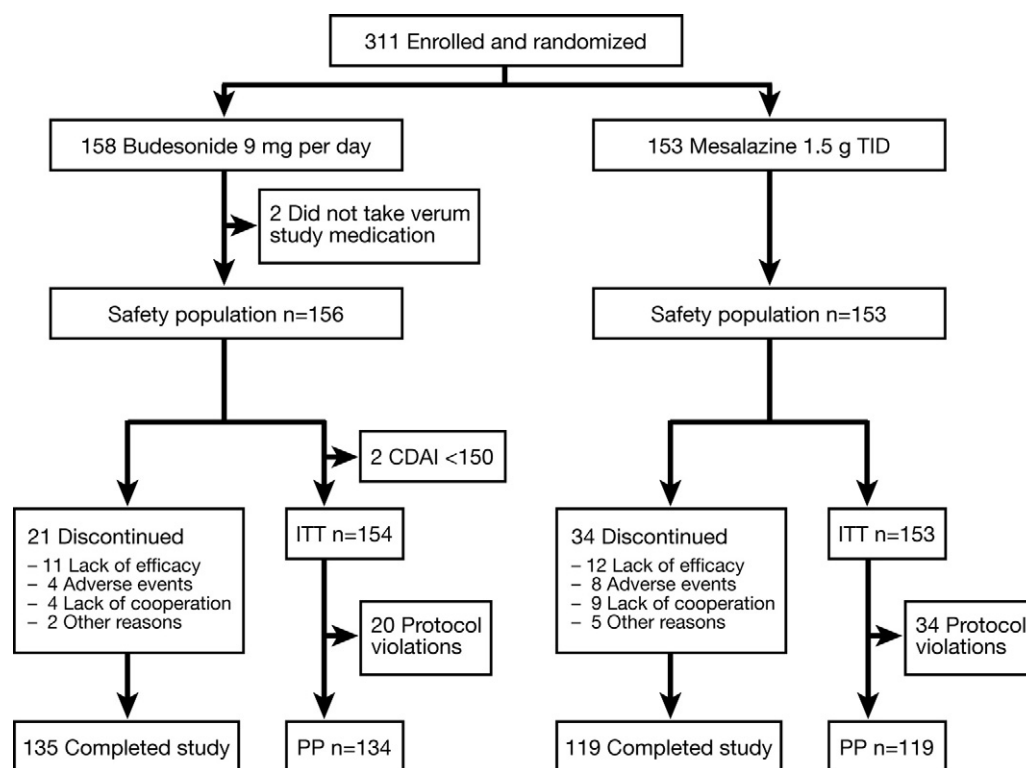 311 Enrolled and randomized
158 Budesonide 9 mg per day
153 Mesalazine 1.5 g TID
2 Did not take verum
study medication
Safety population n=156
Safety population n=153
2 CDAI <150
21 Discontinued
– 11 Lack of efficacy
– 4 Adverse events
– 4 Lack of cooperation
– 2 Other reasons
ITT n=154
34 Discontinued
– 12 Lack of efficacy
– 8 Adverse events
– 9 Lack of cooperation
– 5 Other reasons
ITT n=153
20 Protocol
violations
34 Protocol
violations
135 Completed study
PP n=134
119 Completed study
PP n=119